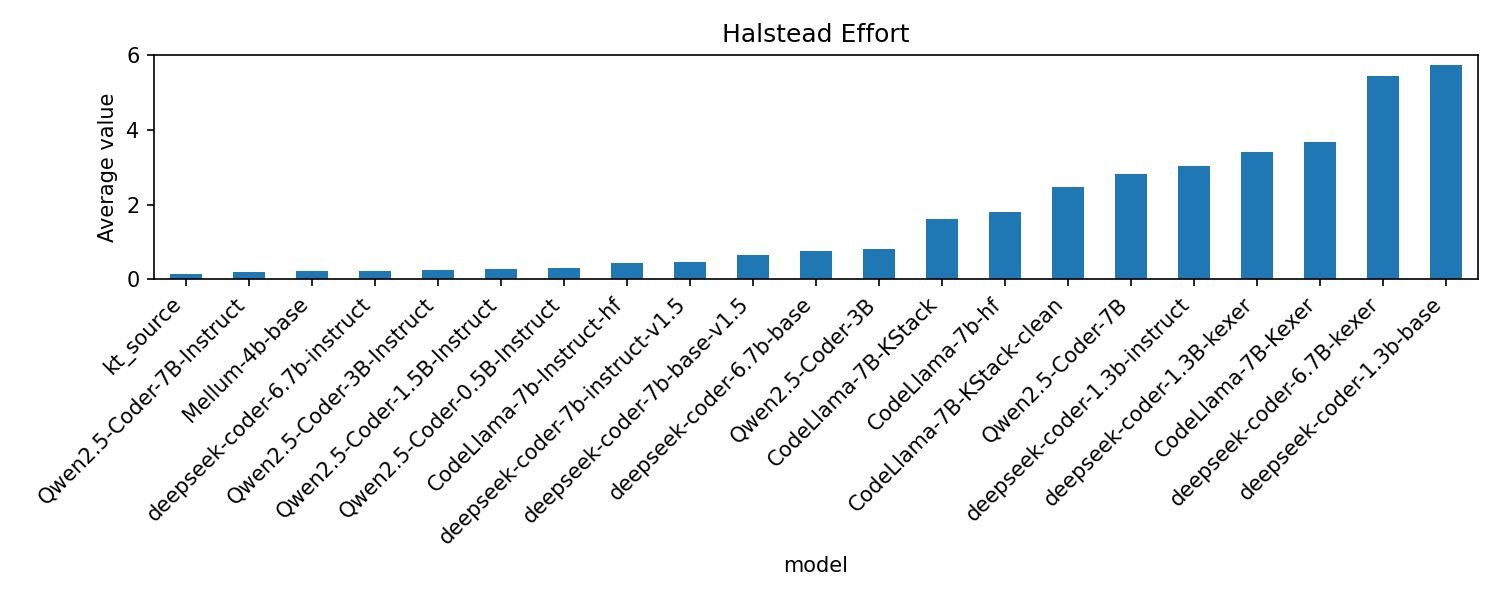 Halstead Effort
Average value
6
4
2
0
kt_source
Qwen2.5-Coder-7B-Instruct
Mellum-4b-base
deepseek-coder-6.7b-instruct
Qwen2.5-Coder-3B-Instruct
Qwen2.5-Coder-1.5B-Instruct
Qwen2.5-Coder-0.5B-Instruct
CodeLlama-7b-Instruct-hf
deepseek-coder-7b-instruct-v1.5
deepseek-coder-7b-base-v1.5
deepseek-coder-6.7b-base
Qwen2.5-Coder-3B
CodeLlama-7B-KStack
CodeLlama-7b-hf
CodeLlama-7B-KStack-clean
Qwen2.5-Coder-7B
deepseek-coder-1.3b-instruct
deepseek-coder-1.3B-kexer
CodeLlama-7B-Kexer
deepseek-coder-6.7B-kexer
deepseek-coder-1.3b-base
model